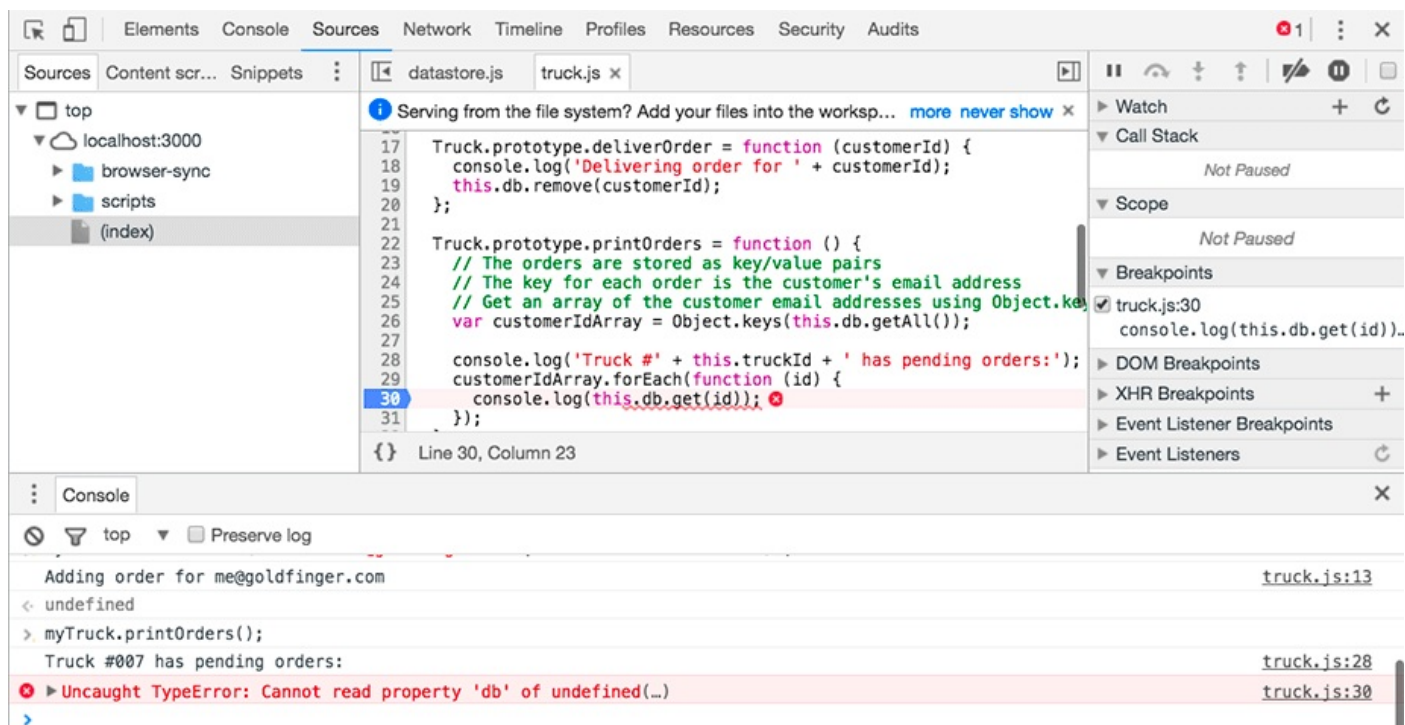 Elements Console Sources Network Timeline Profiles Resources Security Audits 1
Sources Content scr... Snippets datastore.js truck.js ×
top
localhost:3000
browser-sync
scripts
(index)
Serving from the file system? Add your files into the worksp... more never show ×
17 Truck.prototype.deliverOrder = function (customerId) {
18 console.log('Delivering order for ' + customerId);
19 this.db.remove(customerId);
20 };
21
22 Truck.prototype.printOrders = function () {
23 // The orders are stored as key/value pairs
24 // The key for each order is the customer's email address
25 // Get an array of the customer email addresses using Object.key
26 var customerIdArray = Object.keys(this.db.getAll());
27
28 console.log('Truck #' + this.truckId + ' has pending orders:');
29 customerIdArray.forEach(function (id) {
30 console.log(this.db.get(id));
31 });
{} Line 30, Column 23
Watch
Call Stack
Not Paused
Scope
Not Paused
Breakpoints
truck.js:30
console.log(this.db.get(id))…
DOM Breakpoints
XHR Breakpoints
Event Listener Breakpoints
Event Listeners
Console
top Preserve log
Adding order for me@goldfinger.com truck.js:13
undefined
> myTruck.printOrders();
Truck #007 has pending orders: truck.js:28
Uncaught TypeError: Cannot read property 'db' of undefined(…) truck.js:30
>